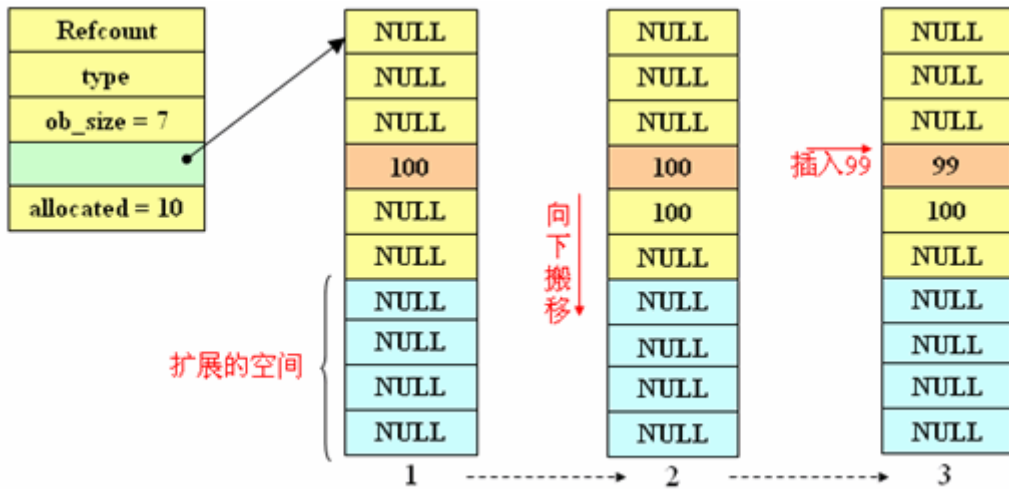 Refcount
type
ob_size = 7
allocated = 10
NULL
NULL
NULL
100
NULL
NULL
NULL
NULL
NULL
NULL
扩展的空间
1
NULL
NULL
NULL
100
100
NULL
NULL
NULL
NULL
NULL
向下搬移
2
NULL
NULL
NULL
插入99
99
100
NULL
NULL
NULL
NULL
NULL
3